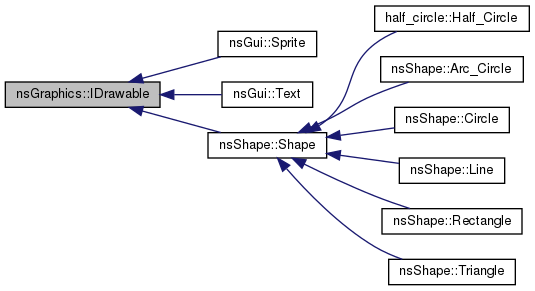 half_circle::Half_Circle
nsGui::Sprite
nsShape::Arc_Circle
nsGraphics::IDrawable
nsGui::Text
nsShape::Circle
nsShape::Shape
nsShape::Line
nsShape::Rectangle
nsShape::Triangle